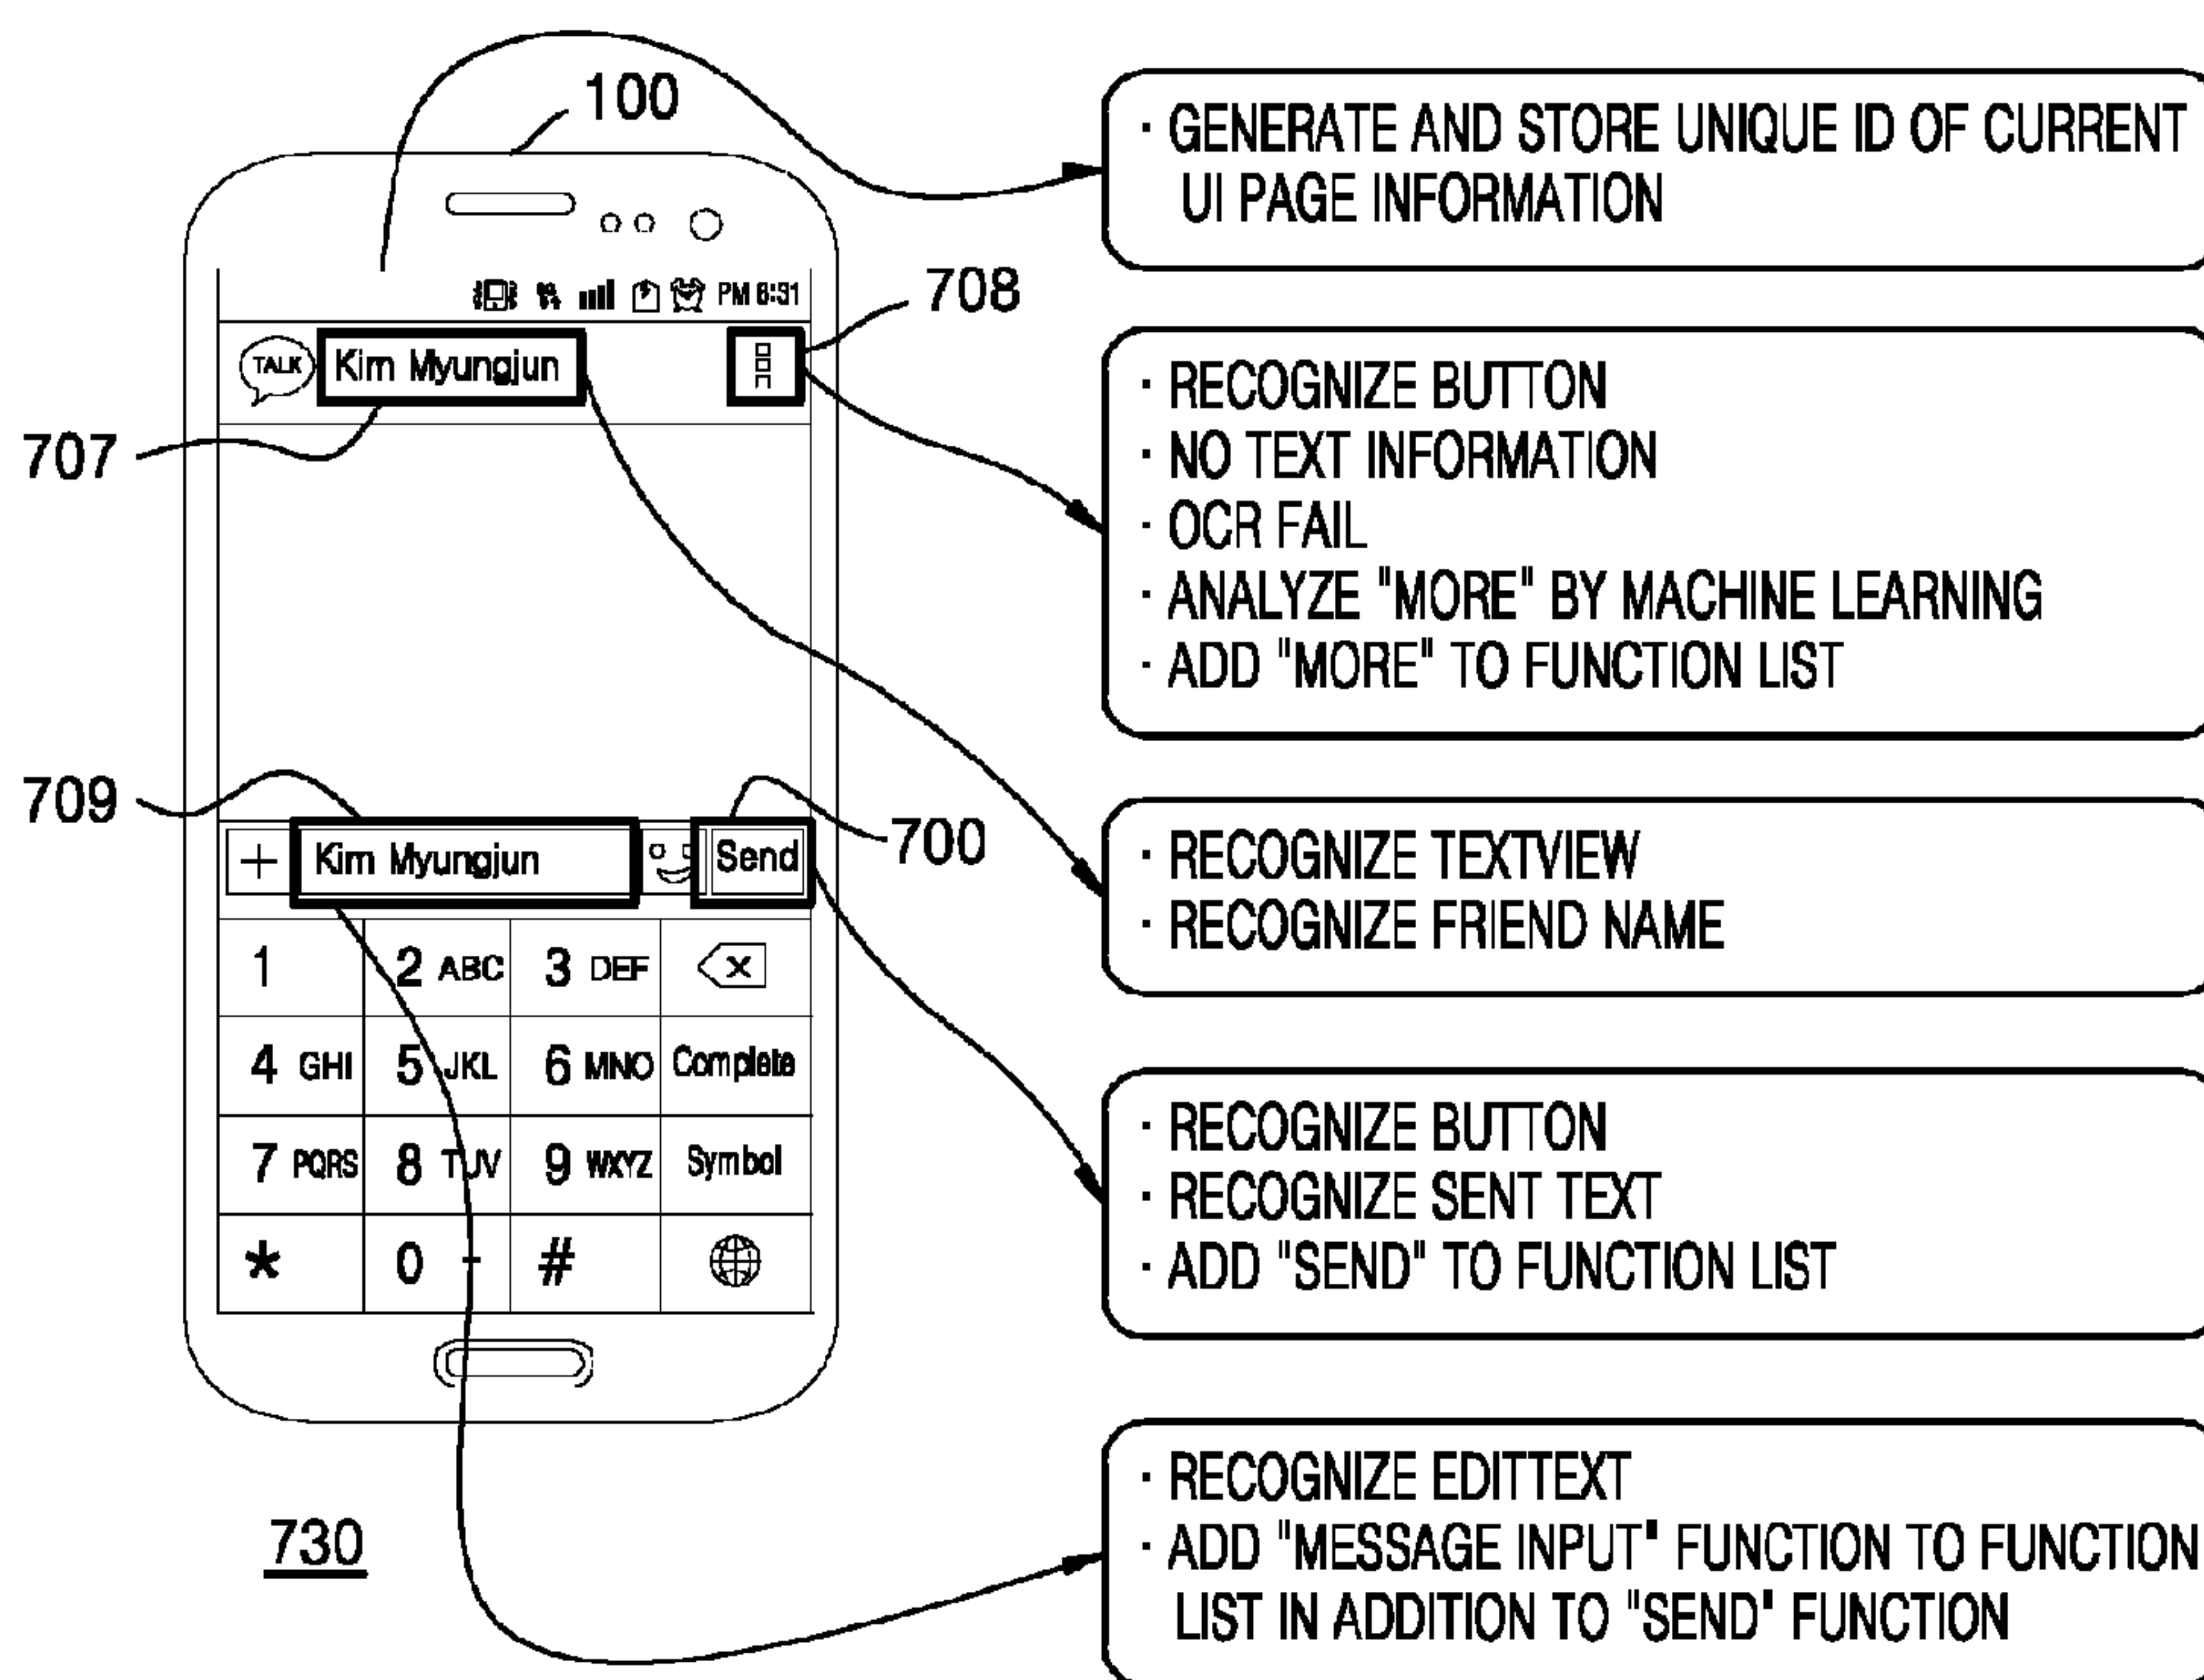 100
· GENERATE AND STORE UNIQUE ID OF CURRENT
UI PAGE INFORMATION
PM 6:31
708
TALK
Kim Myungjun
707
· RECOGNIZE BUTTON
· NO TEXT INFORMATION
· OCR FAIL
· ANALYZE "MORE" BY MACHINE LEARNING
· ADD "MORE" TO FUNCTION LIST
709
700
+ Kim Myungjun Send
· RECOGNIZE TEXTVIEW
· RECOGNIZE FRIEND NAME
1 2 ABC 3 DEF X
4 GHI 5 JKL 6 MNO Complete
7 PQRS 8 TUV 9 WXYZ Symbol
* 0 - #
· RECOGNIZE BUTTON
· RECOGNIZE SENT TEXT
· ADD "SEND" TO FUNCTION LIST
730
· RECOGNIZE EDITTEXT
· ADD "MESSAGE INPUT" FUNCTION TO FUNCTION
LIST IN ADDITION TO "SEND" FUNCTION